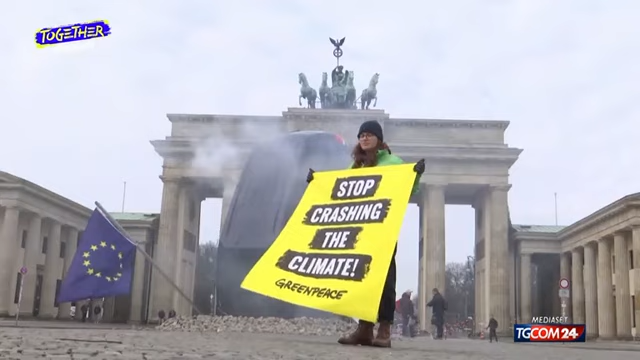 TOGETHER
STOP
CRASHING
THE
CLIMATE!
GREENPEACE
MEDIASET
TGCOM24